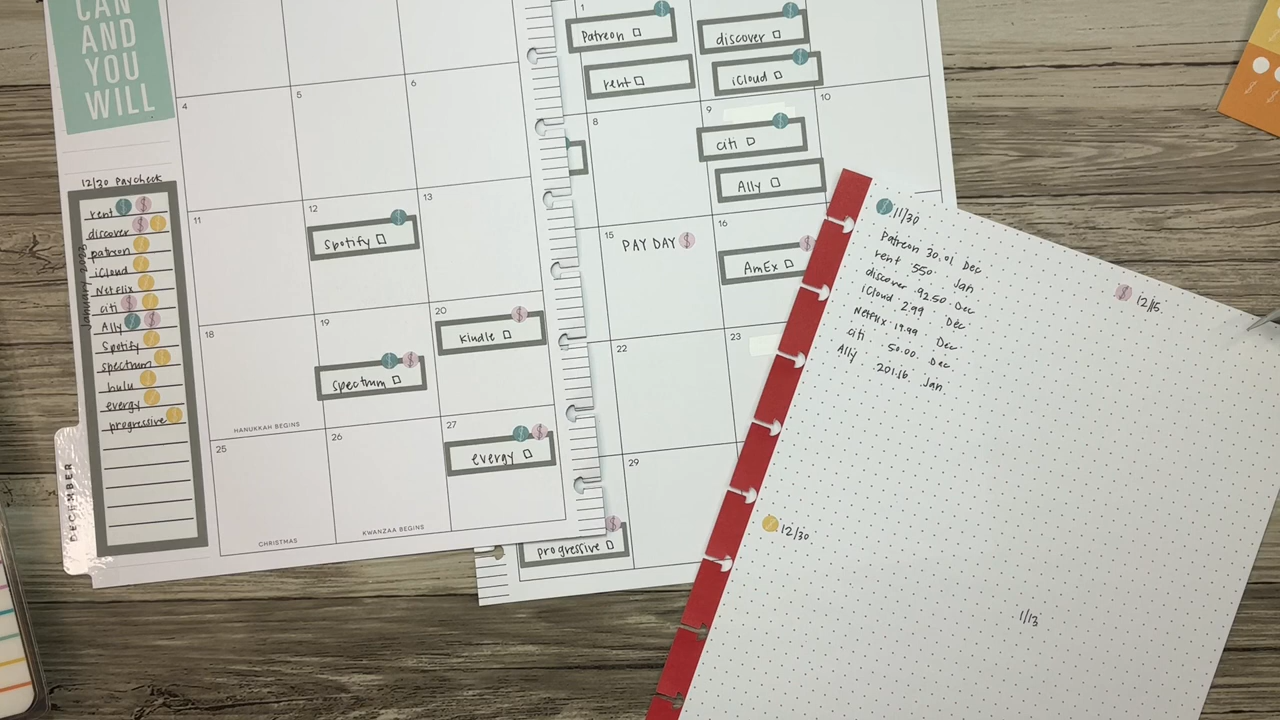 CAN
AND
YOU
WILL
12/30 Paycheck
rent
discover
patreon
iCloud
Netflix
citi
Ally
Spotify
spectrum
hulu
evergy
progressive
January 2023
DECEMBER
4
5
6
11
12
Spotify
13
18
19
spectrum
20
Kindle
HANUKKAH BEGINS
25
26
27
evergy
CHRISTMAS
KWANZAA BEGINS
1
Patreon
rent
discover
iCloud
8
9
citi
Ally
10
15
PAY DAY
16
AmEx
22
23
29
progressive
11/30
Patreon 30.01 Dec
rent 550 Jan
discover 92.50 Dec
iCloud 2.99 Dec
Netflix 19.99 Dec
citi 50.00 Dec
Ally 201.16 Jan
12/15
12/30
1/13